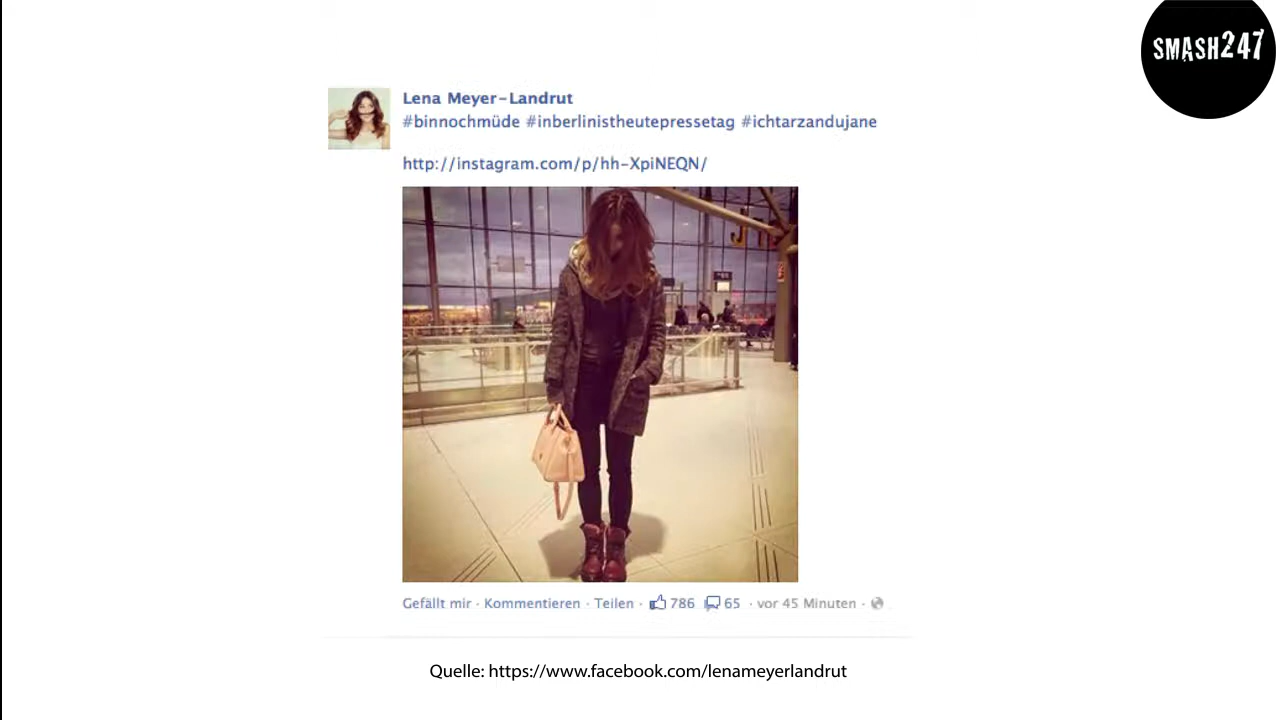 SMASH247
Lena Meyer-Landrut
#binnochmüde #inberlinistheutepressetag #ichtarzandujane
http://instagram.com/p/hh-XpiNEQN/
Gefällt mir · Kommentieren · Teilen · 786 65 · vor 45 Minuten ·
Quelle: https://www.facebook.com/lenameyerlandrut